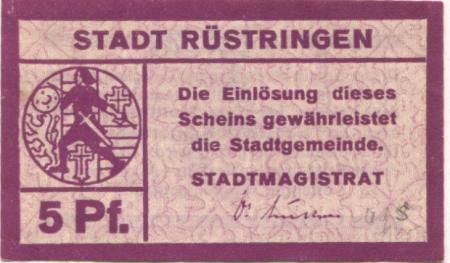 STADT RÜSTRINGEN
Die Einlösung dieses
Scheins gewährleistet
die Stadtgemeinde.
STADTMAGISTRAT
5 Pf.